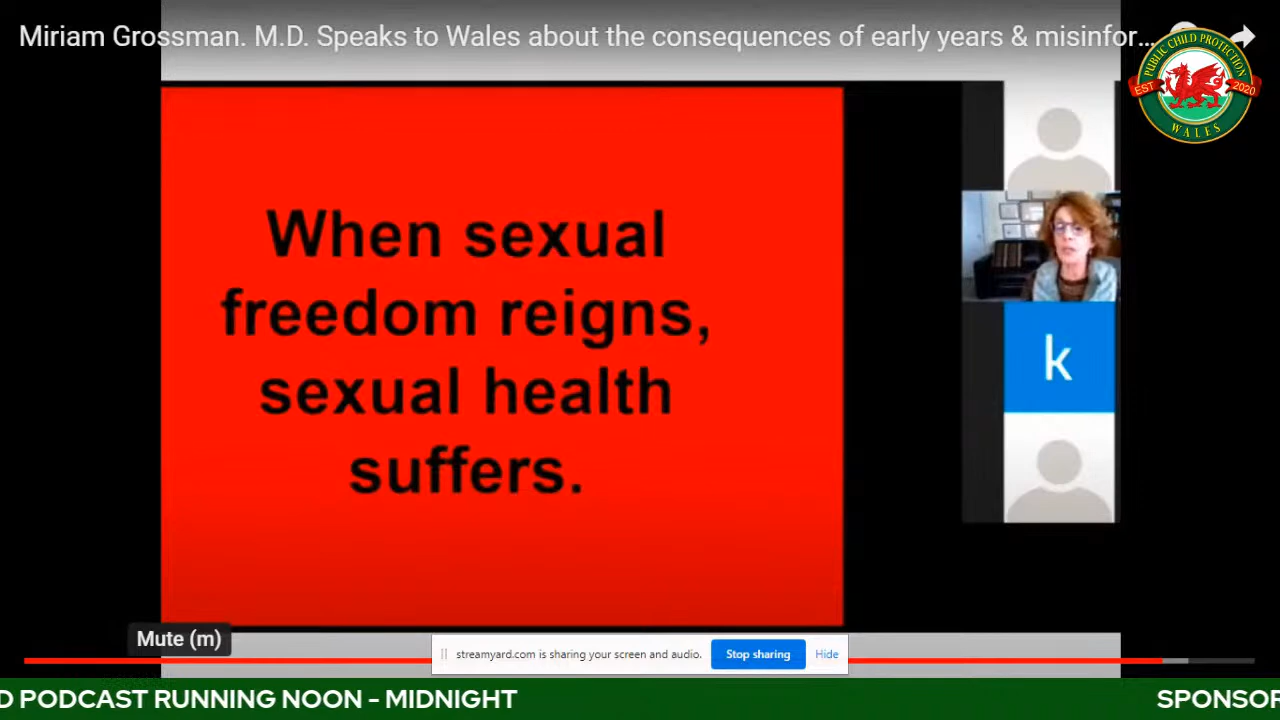 Miriam Grossman. M.D. Speaks to Wales about the consequences of early years & misinfor...
PUBLIC CHILD PROTECTION
EST 2020
WALES
When sexual
freedom reigns,
sexual health
suffers.
k
Mute (m)
streamyard.com is sharing your screen and audio. Stop sharing Hide
D PODCAST RUNNING NOON - MIDNIGHT SPONSOR